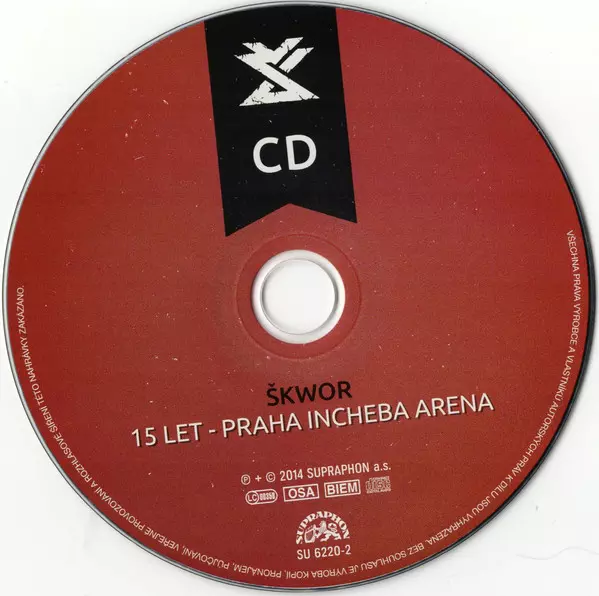 CD
ŠKWOR
15 LET - PRAHA INCHEBA ARENA
℗ + © 2014 SUPRAPHON a.s.
LC 00358 OSA BIEM
SUPRAPHON
SU 6220-2
VŠECHNA PRÁVA VÝROBCE A VLASTNÍKŮ AUTORSKÝCH PRÁV K DÍLU JSOU VYHRAZENA. BEZ SOUHLASU JE VÝROBA KOPIÍ, PRONÁJEM, PŮJČOVÁNÍ, VEŘEJNÉ PROVOZOVÁNÍ A ROZHLASOVÉ ŠÍŘENÍ TÉTO NAHRÁVKY ZAKÁZÁNO.